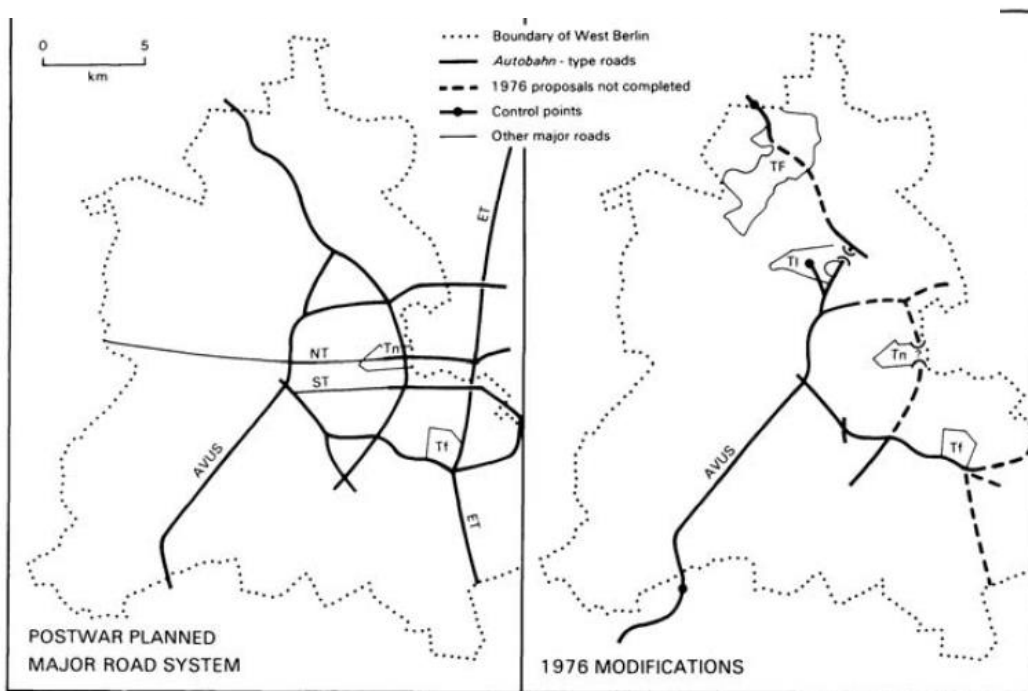 0 5
km
Boundary of West Berlin
Autobahn - type roads
1976 proposals not completed
Control points
Other major roads
ET
NT
Tn
ST
Tf
AVUS
ET
POSTWAR PLANNED
MAJOR ROAD SYSTEM
TF
Tl
Tn
?
Tf
AVUS
1976 MODIFICATIONS